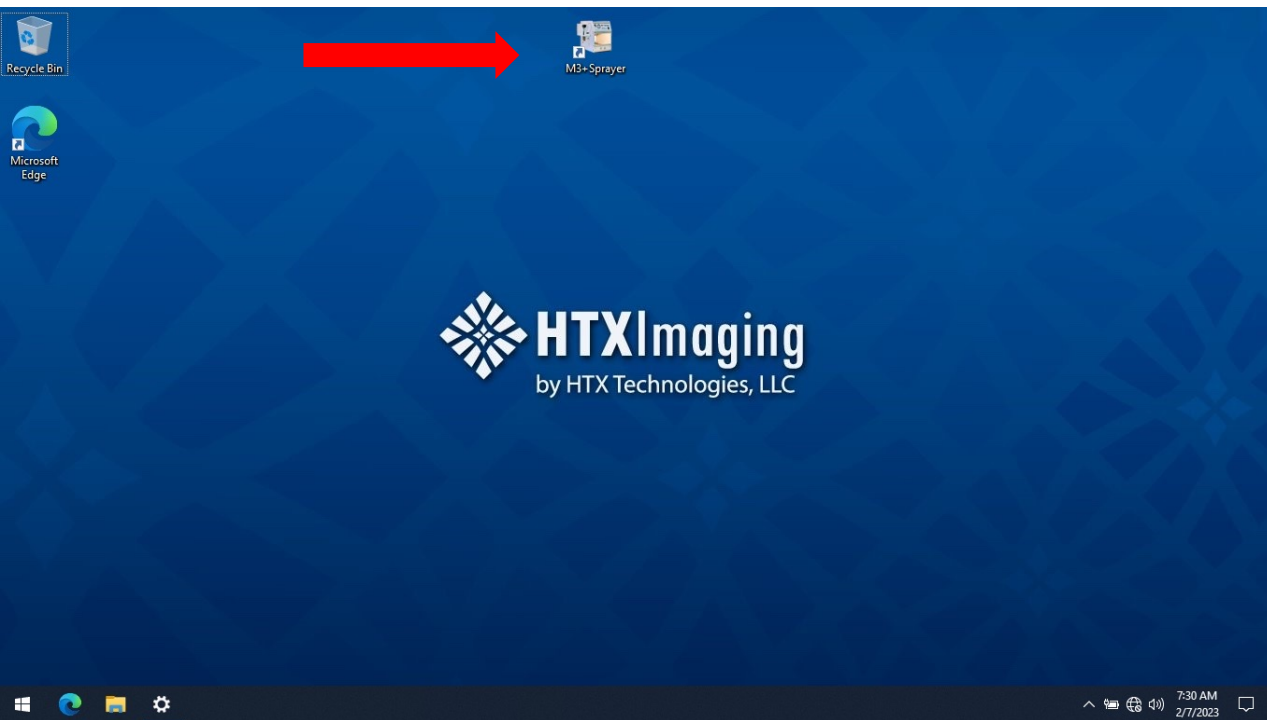 Recycle Bin
M3+Sprayer
Microsoft
Edge
HTXImaging
by HTX Technologies, LLC
7:30 AM
2/7/2023